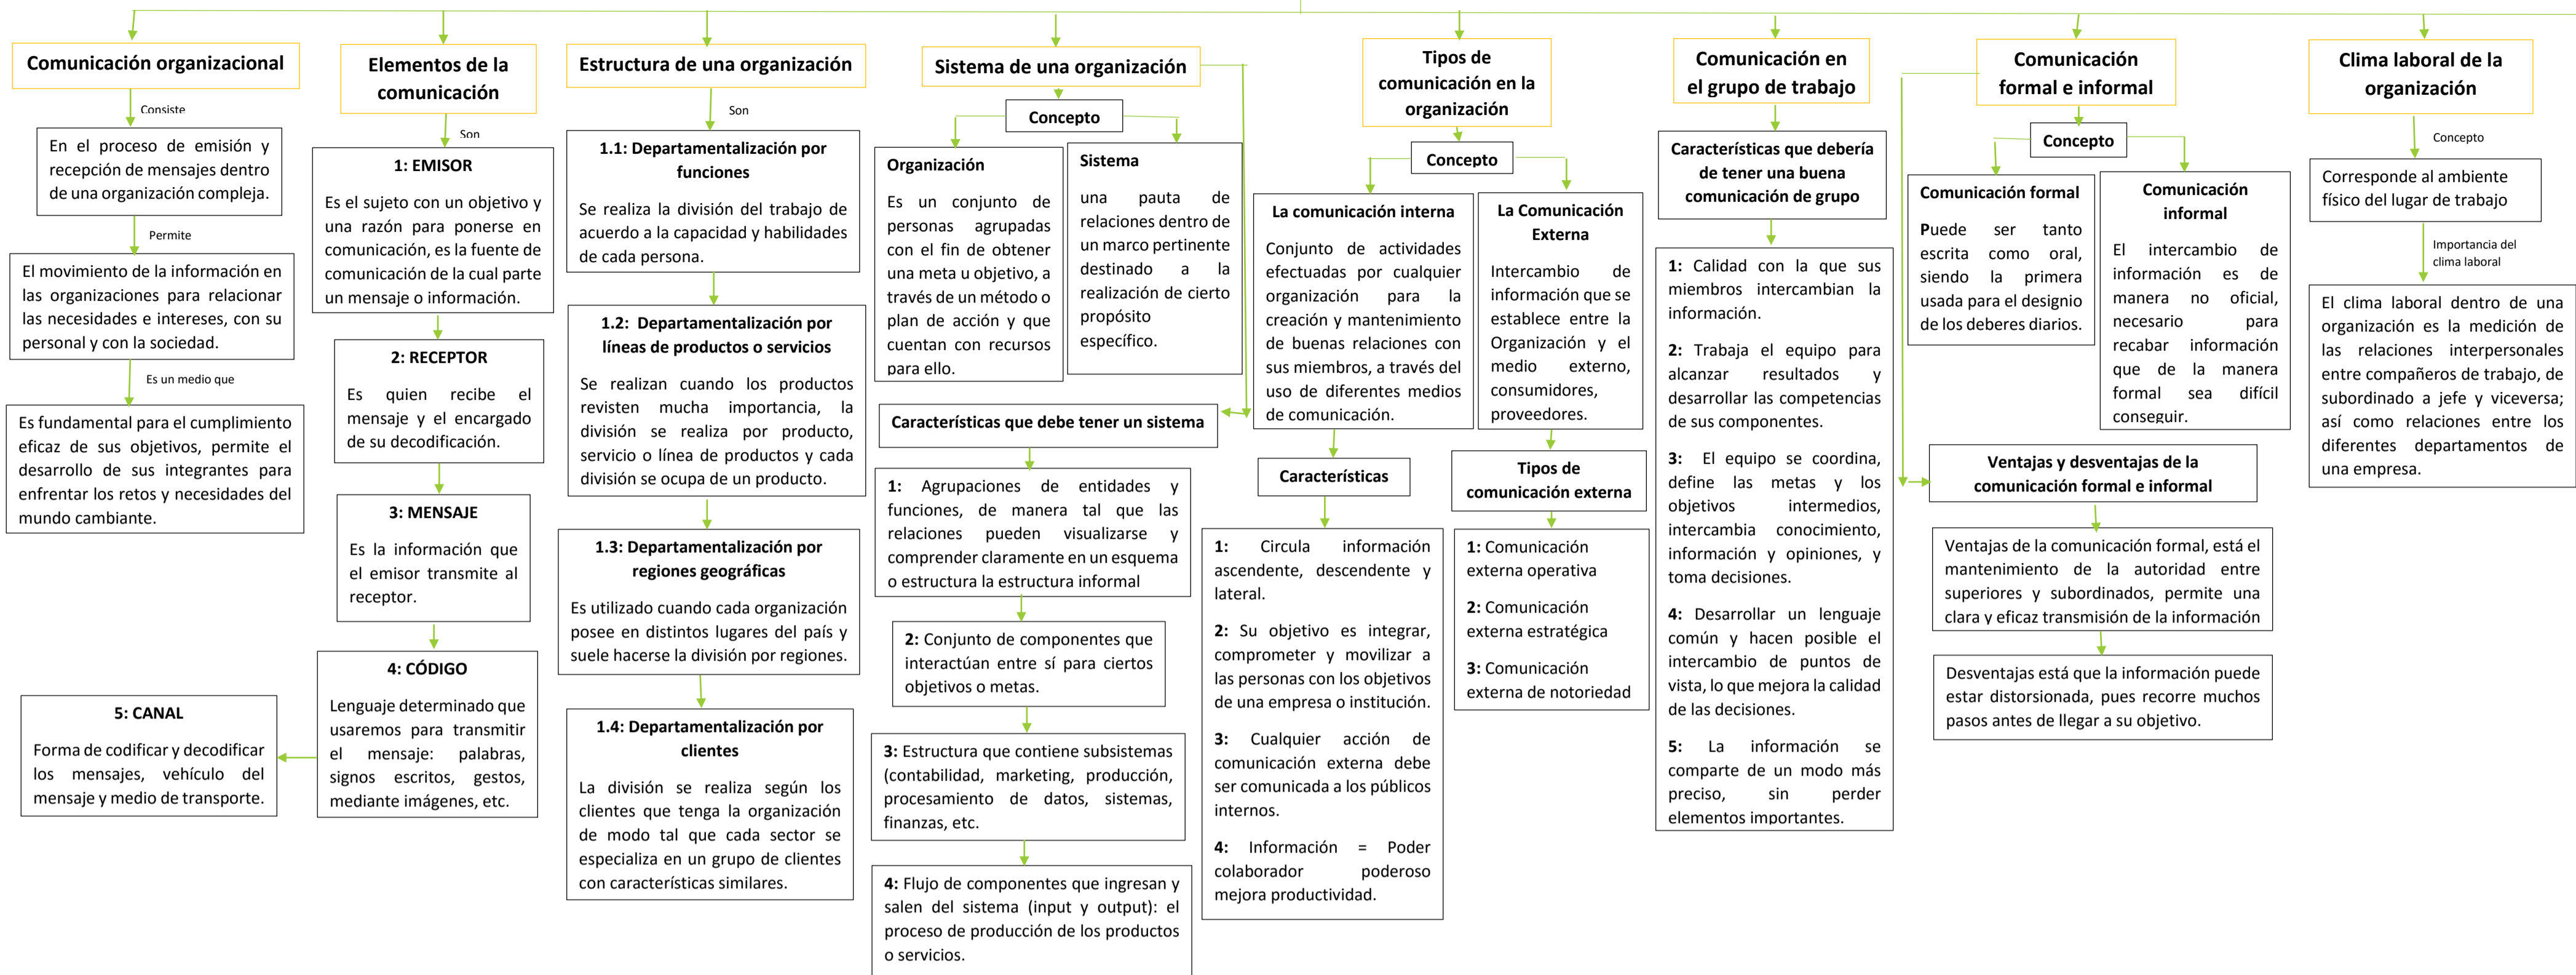 Comunicación organizacional
Consiste
En el proceso de emisión y
recepción de mensajes dentro
de una organización compleja.
Permite
El movimiento de la información en
las organizaciones para relacionar
las necesidades e intereses, con su
personal y con la sociedad.
Es un medio que
Es fundamental para el cumplimiento
eficaz de sus objetivos, permite el
desarrollo de sus integrantes para
enfrentar los retos y necesidades del
mundo cambiante.
Elementos de la
comunicación
Son
1: EMISOR
Es el sujeto con un objetivo y
una razón para ponerse en
comunicación, es la fuente de
comunicación de la cual parte
un mensaje o información.
2: RECEPTOR
Es quien recibe el
mensaje y el encargado
de su decodificación.
3: MENSAJE
Es la información que
el emisor transmite al
receptor.
4: CÓDIGO
Lenguaje determinado que
usaremos para transmitir
el mensaje: palabras,
signos escritos, gestos,
mediante imágenes, etc.
5: CANAL
Forma de codificar y decodificar
los mensajes, vehículo del
mensaje y medio de transporte.
Estructura de una organización
Son
1.1: Departamentalización por
funciones
Se realiza la división del trabajo de
acuerdo a la capacidad y habilidades
de cada persona.
1.2: Departamentalización por
líneas de productos o servicios
Se realizan cuando los productos
revisten mucha importancia, la
división se realiza por producto,
servicio o línea de productos y cada
división se ocupa de un producto.
1.3: Departamentalización por
regiones geográficas
Es utilizado cuando cada organización
posee en distintos lugares del país y
suele hacerse la división por regiones.
1.4: Departamentalización por
clientes
La división se realiza según los
clientes que tenga la organización
de modo tal que cada sector se
especializa en un grupo de clientes
con características similares.
Sistema de una organización
Concepto
Organización
Es un conjunto de
personas agrupadas
con el fin de obtener
una meta u objetivo, a
través de un método o
plan de acción y que
cuentan con recursos
para ello.
Sistema
una pauta de
relaciones dentro de
un marco pertinente
destinado a la
realización de cierto
propósito
específico.
Características que debe tener un sistema
1: Agrupaciones de entidades y
funciones, de manera tal que las
relaciones pueden visualizarse y
comprender claramente en un esquema
o estructura la estructura informal
2: Conjunto de componentes que
interactúan entre sí para ciertos
objetivos o metas.
3: Estructura que contiene subsistemas
(contabilidad, marketing, producción,
procesamiento de datos, sistemas,
finanzas, etc.
4: Flujo de componentes que ingresan y
salen del sistema (input y output): el
proceso de producción de los productos
o servicios.
Tipos de
comunicación en la
organización
Concepto
La comunicación interna
Conjunto de actividades
efectuadas por cualquier
organización para la
creación y mantenimiento
de buenas relaciones con
sus miembros, a través del
uso de diferentes medios
de comunicación.
Características
1: Circula información
ascendente, descendente y
lateral.
2: Su objetivo es integrar,
comprometer y movilizar a
las personas con los objetivos
de una empresa o institución.
3: Cualquier acción de
comunicación externa debe
ser comunicada a los públicos
internos.
4: Información = Poder
colaborador poderoso
mejora productividad.
La Comunicación
Externa
Intercambio de
información que se
establece entre la
Organización y el
medio externo,
consumidores,
proveedores.
Tipos de
comunicación externa
1: Comunicación
externa operativa
2: Comunicación
externa estratégica
3: Comunicación
externa de notoriedad
Comunicación en
el grupo de trabajo
Características que debería
de tener una buena
comunicación de grupo
1: Calidad con la que sus
miembros intercambian la
información.
2: Trabaja el equipo para
alcanzar resultados y
desarrollar las competencias
de sus componentes.
3: El equipo se coordina,
define las metas y los
objetivos intermedios,
intercambia conocimiento,
información y opiniones, y
toma decisiones.
4: Desarrollar un lenguaje
común y hacen posible el
intercambio de puntos de
vista, lo que mejora la calidad
de las decisiones.
5: La información se
comparte de un modo más
preciso, sin perder
elementos importantes.
Comunicación
formal e informal
Concepto
Comunicación formal
Puede ser tanto
escrita como oral,
siendo la primera
usada para el designio
de los deberes diarios.
Comunicación
informal
El intercambio de
información es de
manera no oficial,
necesario para
recabar información
que de la manera
formal sea difícil
conseguir.
Ventajas y desventajas de la
comunicación formal e informal
Ventajas de la comunicación formal, está el
mantenimiento de la autoridad entre
superiores y subordinados, permite una
clara y eficaz transmisión de la información
Desventajas está que la información puede
estar distorsionada, pues recorre muchos
pasos antes de llegar a su objetivo.
Clima laboral de la
organización
Concepto
Corresponde al ambiente
físico del lugar de trabajo
Importancia del
clima laboral
El clima laboral dentro de una
organización es la medición de
las relaciones interpersonales
entre compañeros de trabajo, de
subordinado a jefe y viceversa;
así como relaciones entre los
diferentes departamentos de
una empresa.